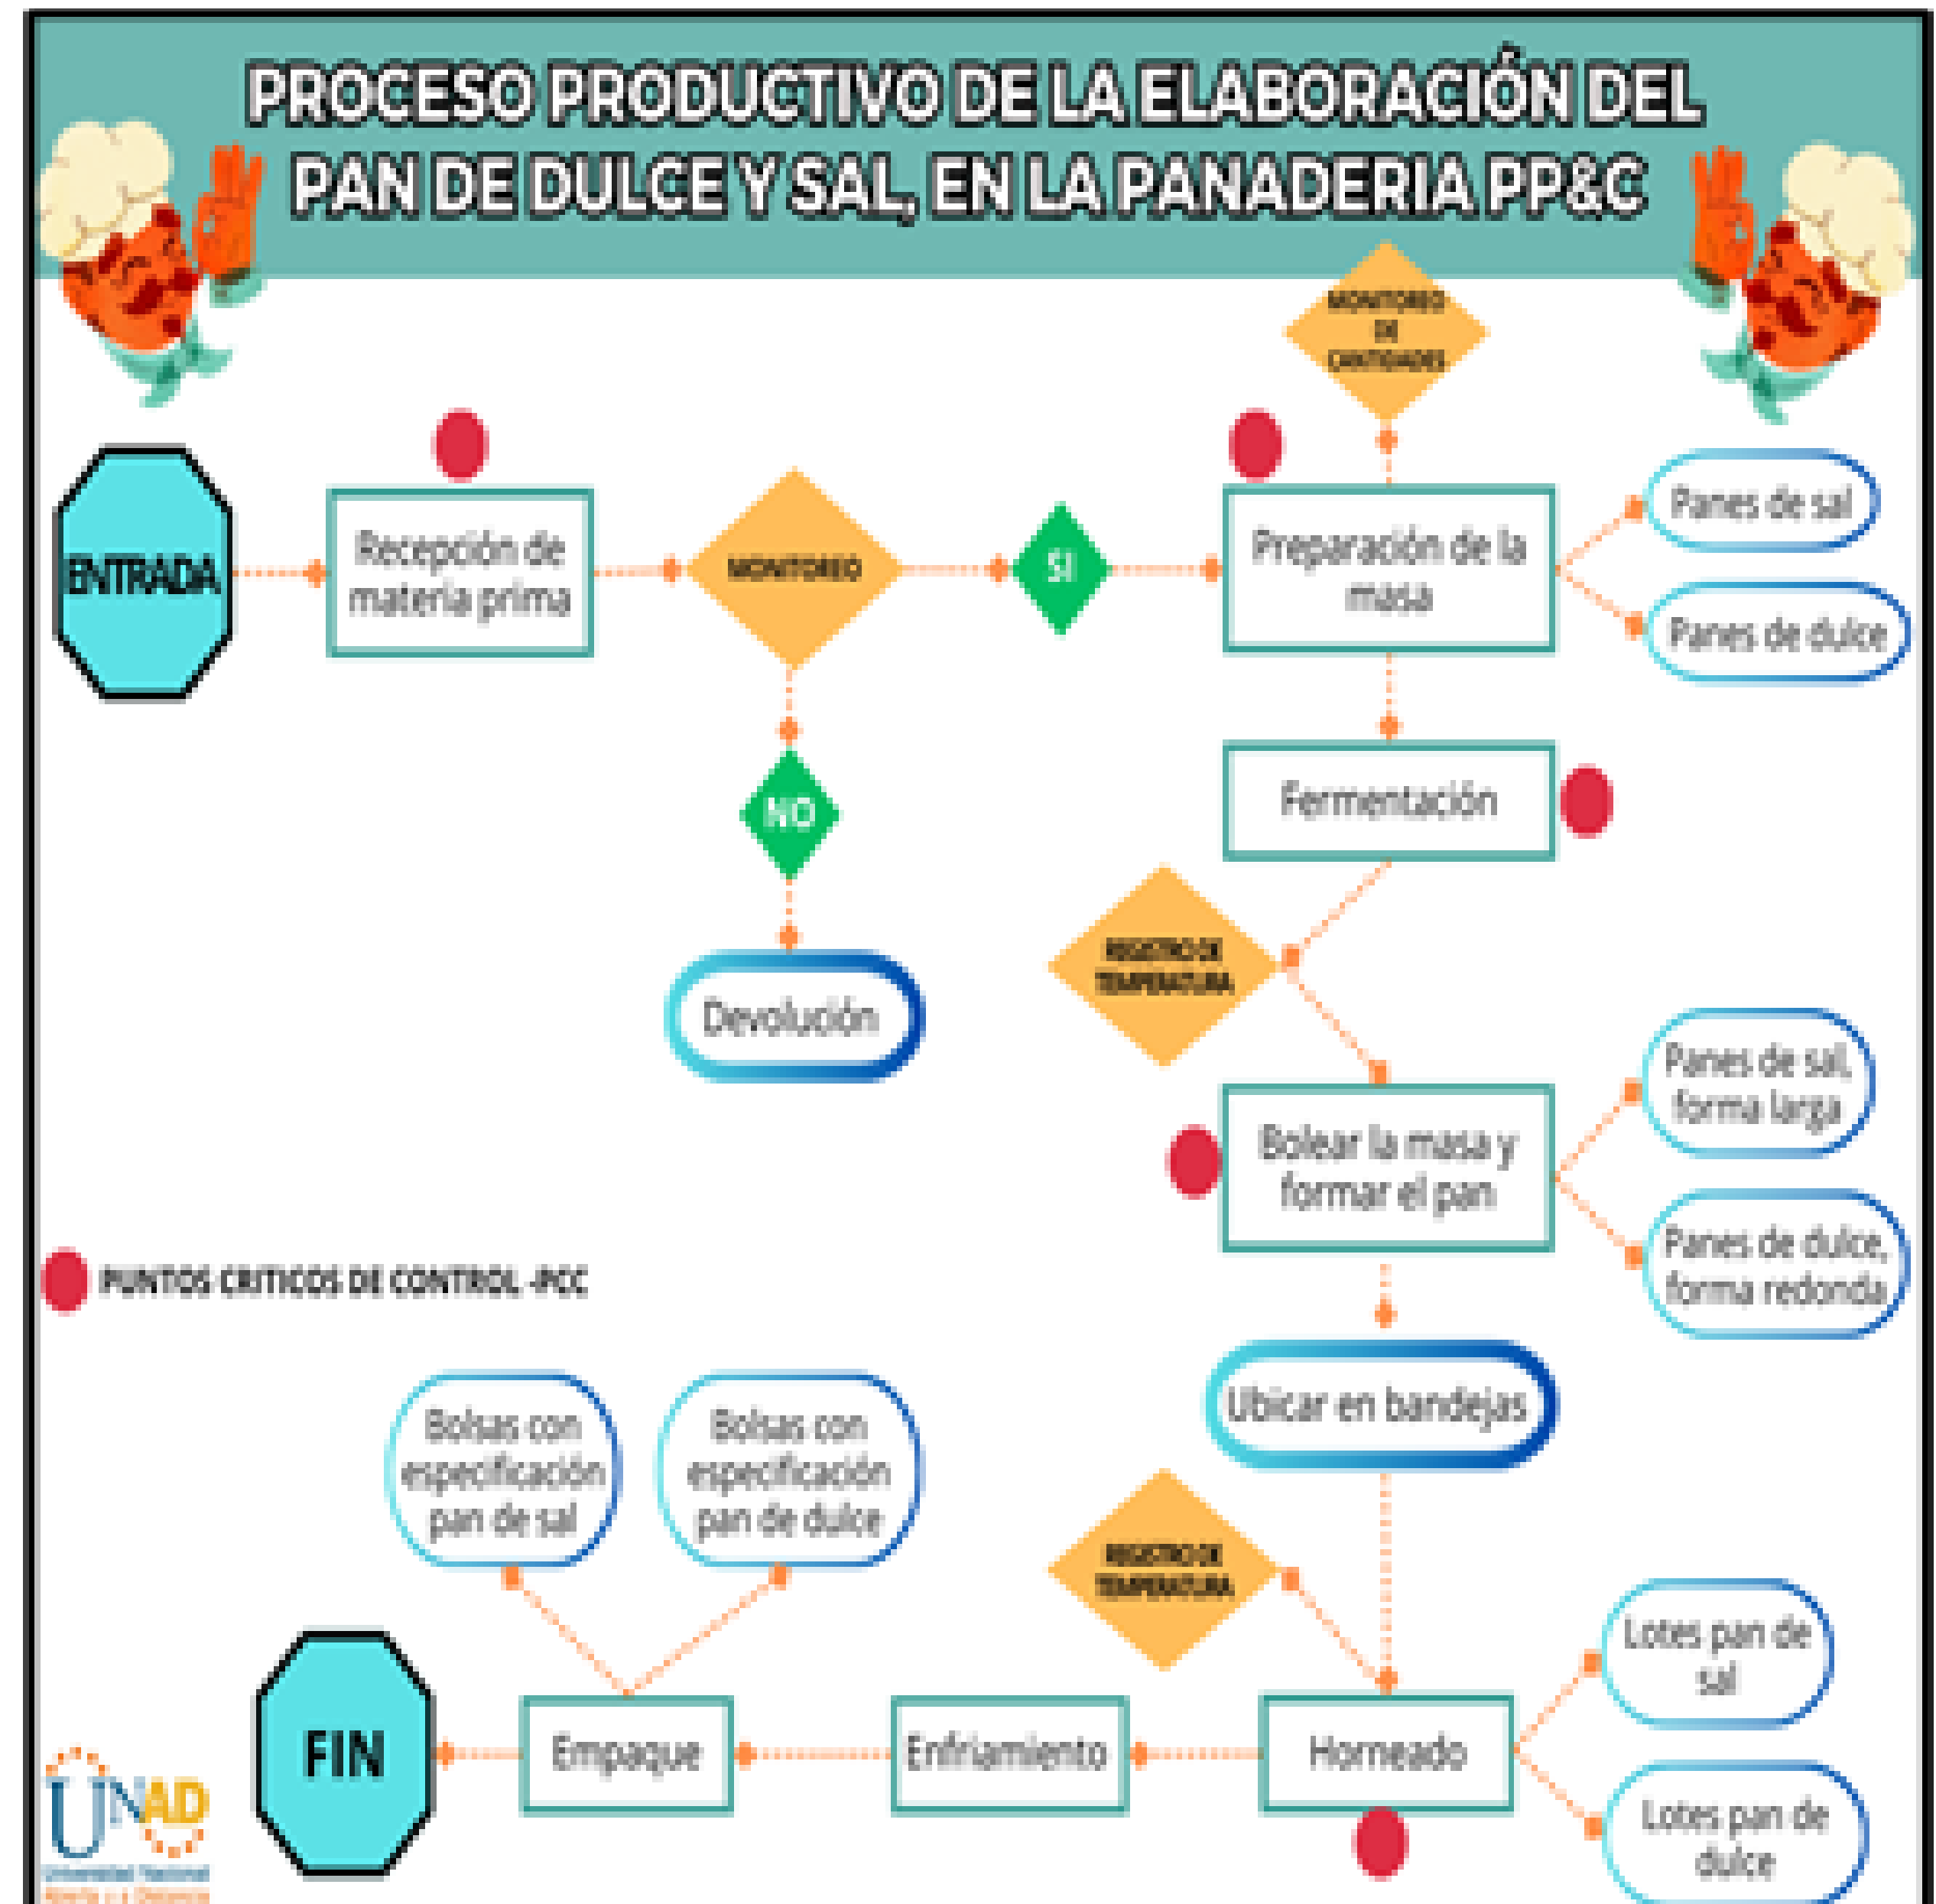 PROCESO PRODUCTIVO DE LA ELABORACIÓN DEL
PAN DE DULCE Y SAL, EN LA PANADERIA PP&C
MONITOREO
DE
CANTIDADES
ENTRADA
Recepción de
materia prima
MONITOREO
SI
Preparación de la
masa
Panes de sal
Panes de dulce
NO
Fermentación
REGISTRO DE
TEMPERATURA
Devolución
Bolear la masa y
formar el pan
Panes de sal,
forma larga
Panes de dulce,
forma redonda
PUNTOS CRITICOS DE CONTROL -PCC
Ubicar en bandejas
Bolsas con
especificación
pan de sal
Bolsas con
especificación
pan de dulce
REGISTRO DE
TEMPERATURA
Lotes pan de
sal
Lotes pan de
dulce
Horneado
Enfriamiento
Empaque
FIN
UNAD
Universidad Nacional
Abierta y a Distancia